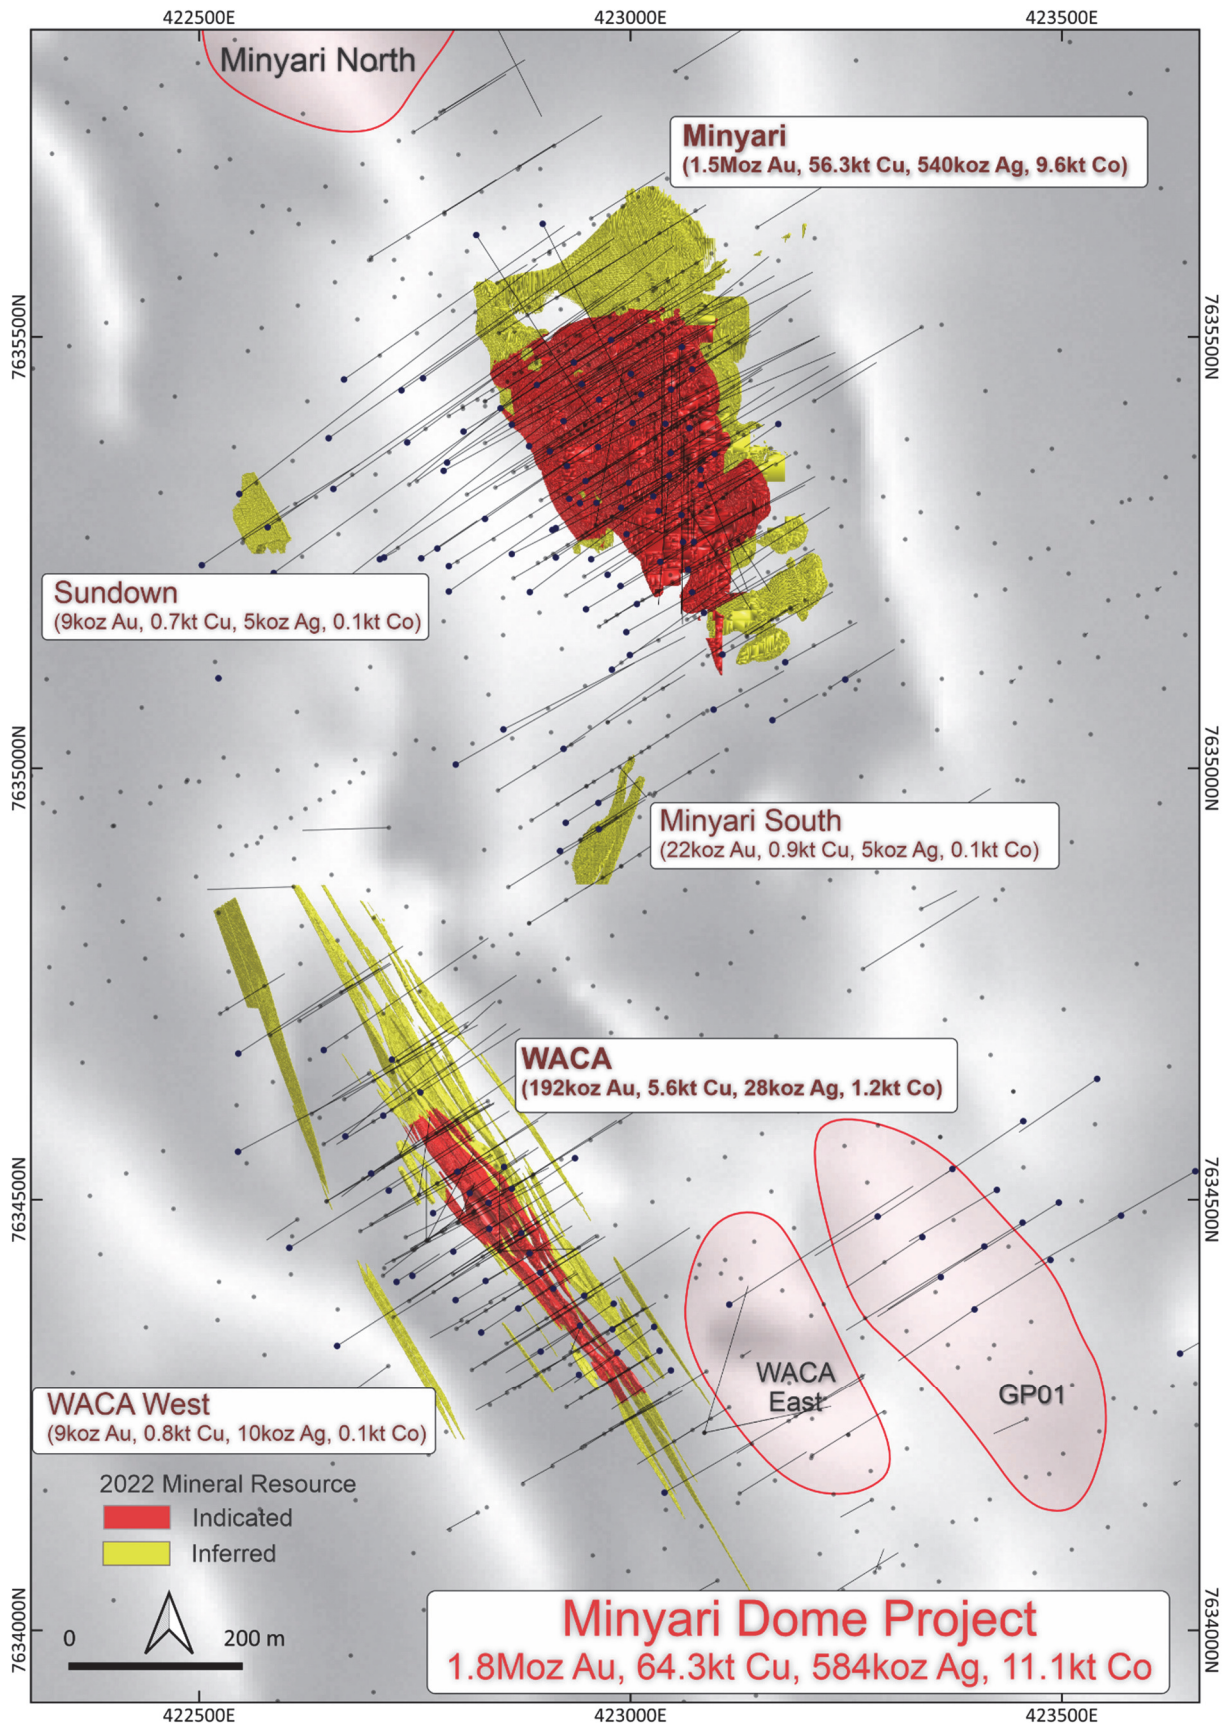 422500E
423000E
423500E
Minyari North
Minyari
(1.5Moz Au, 56.3kt Cu, 540koz Ag, 9.6kt Co)
7635500N
7635500N
Sundown
(9koz Au, 0.7kt Cu, 5koz Ag, 0.1kt Co)
7635000N
7635000N
Minyari South
(22koz Au, 0.9kt Cu, 5koz Ag, 0.1kt Co)
WACA
(192koz Au, 5.6kt Cu, 28koz Ag, 1.2kt Co)
7634500N
7634500N
WACA
East
GP01
WACA West
(9koz Au, 0.8kt Cu, 10koz Ag, 0.1kt Co)
2022 Mineral Resource
Indicated
Inferred
0
200 m
7634000N
7634000N
Minyari Dome Project
1.8Moz Au, 64.3kt Cu, 584koz Ag, 11.1kt Co
422500E
423000E
423500E